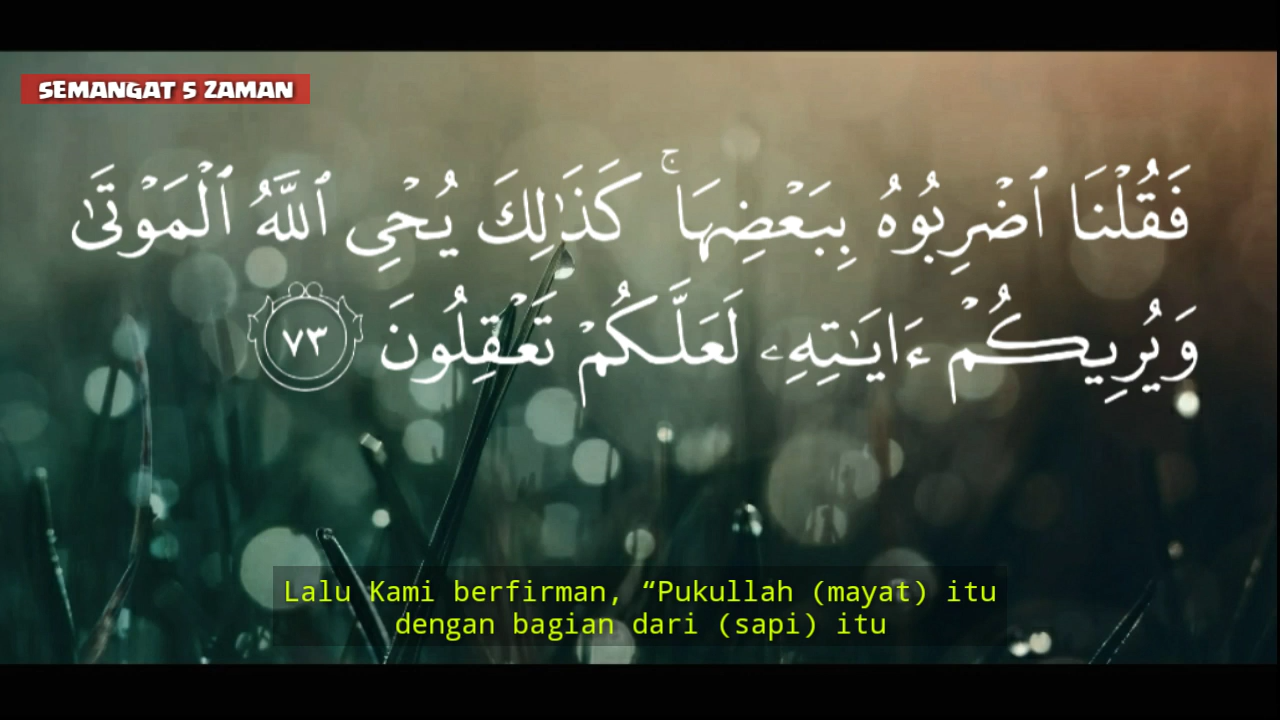 SEMANGAT 5 ZAMAN
فَقُلْنَا ٱضْرِبُوهُ بِبَعْضِهَا ۚ كَذَٰلِكَ يُحْىِ ٱللَّهُ ٱلْمَوْتَىٰ
وَيُرِيكُمْ ءَايَـٰتِهِۦ لَعَلَّكُمْ تَعْقِلُونَ ٧٣
Lalu Kami berfirman, “Pukullah (mayat) itu
dengan bagian dari (sapi) itu